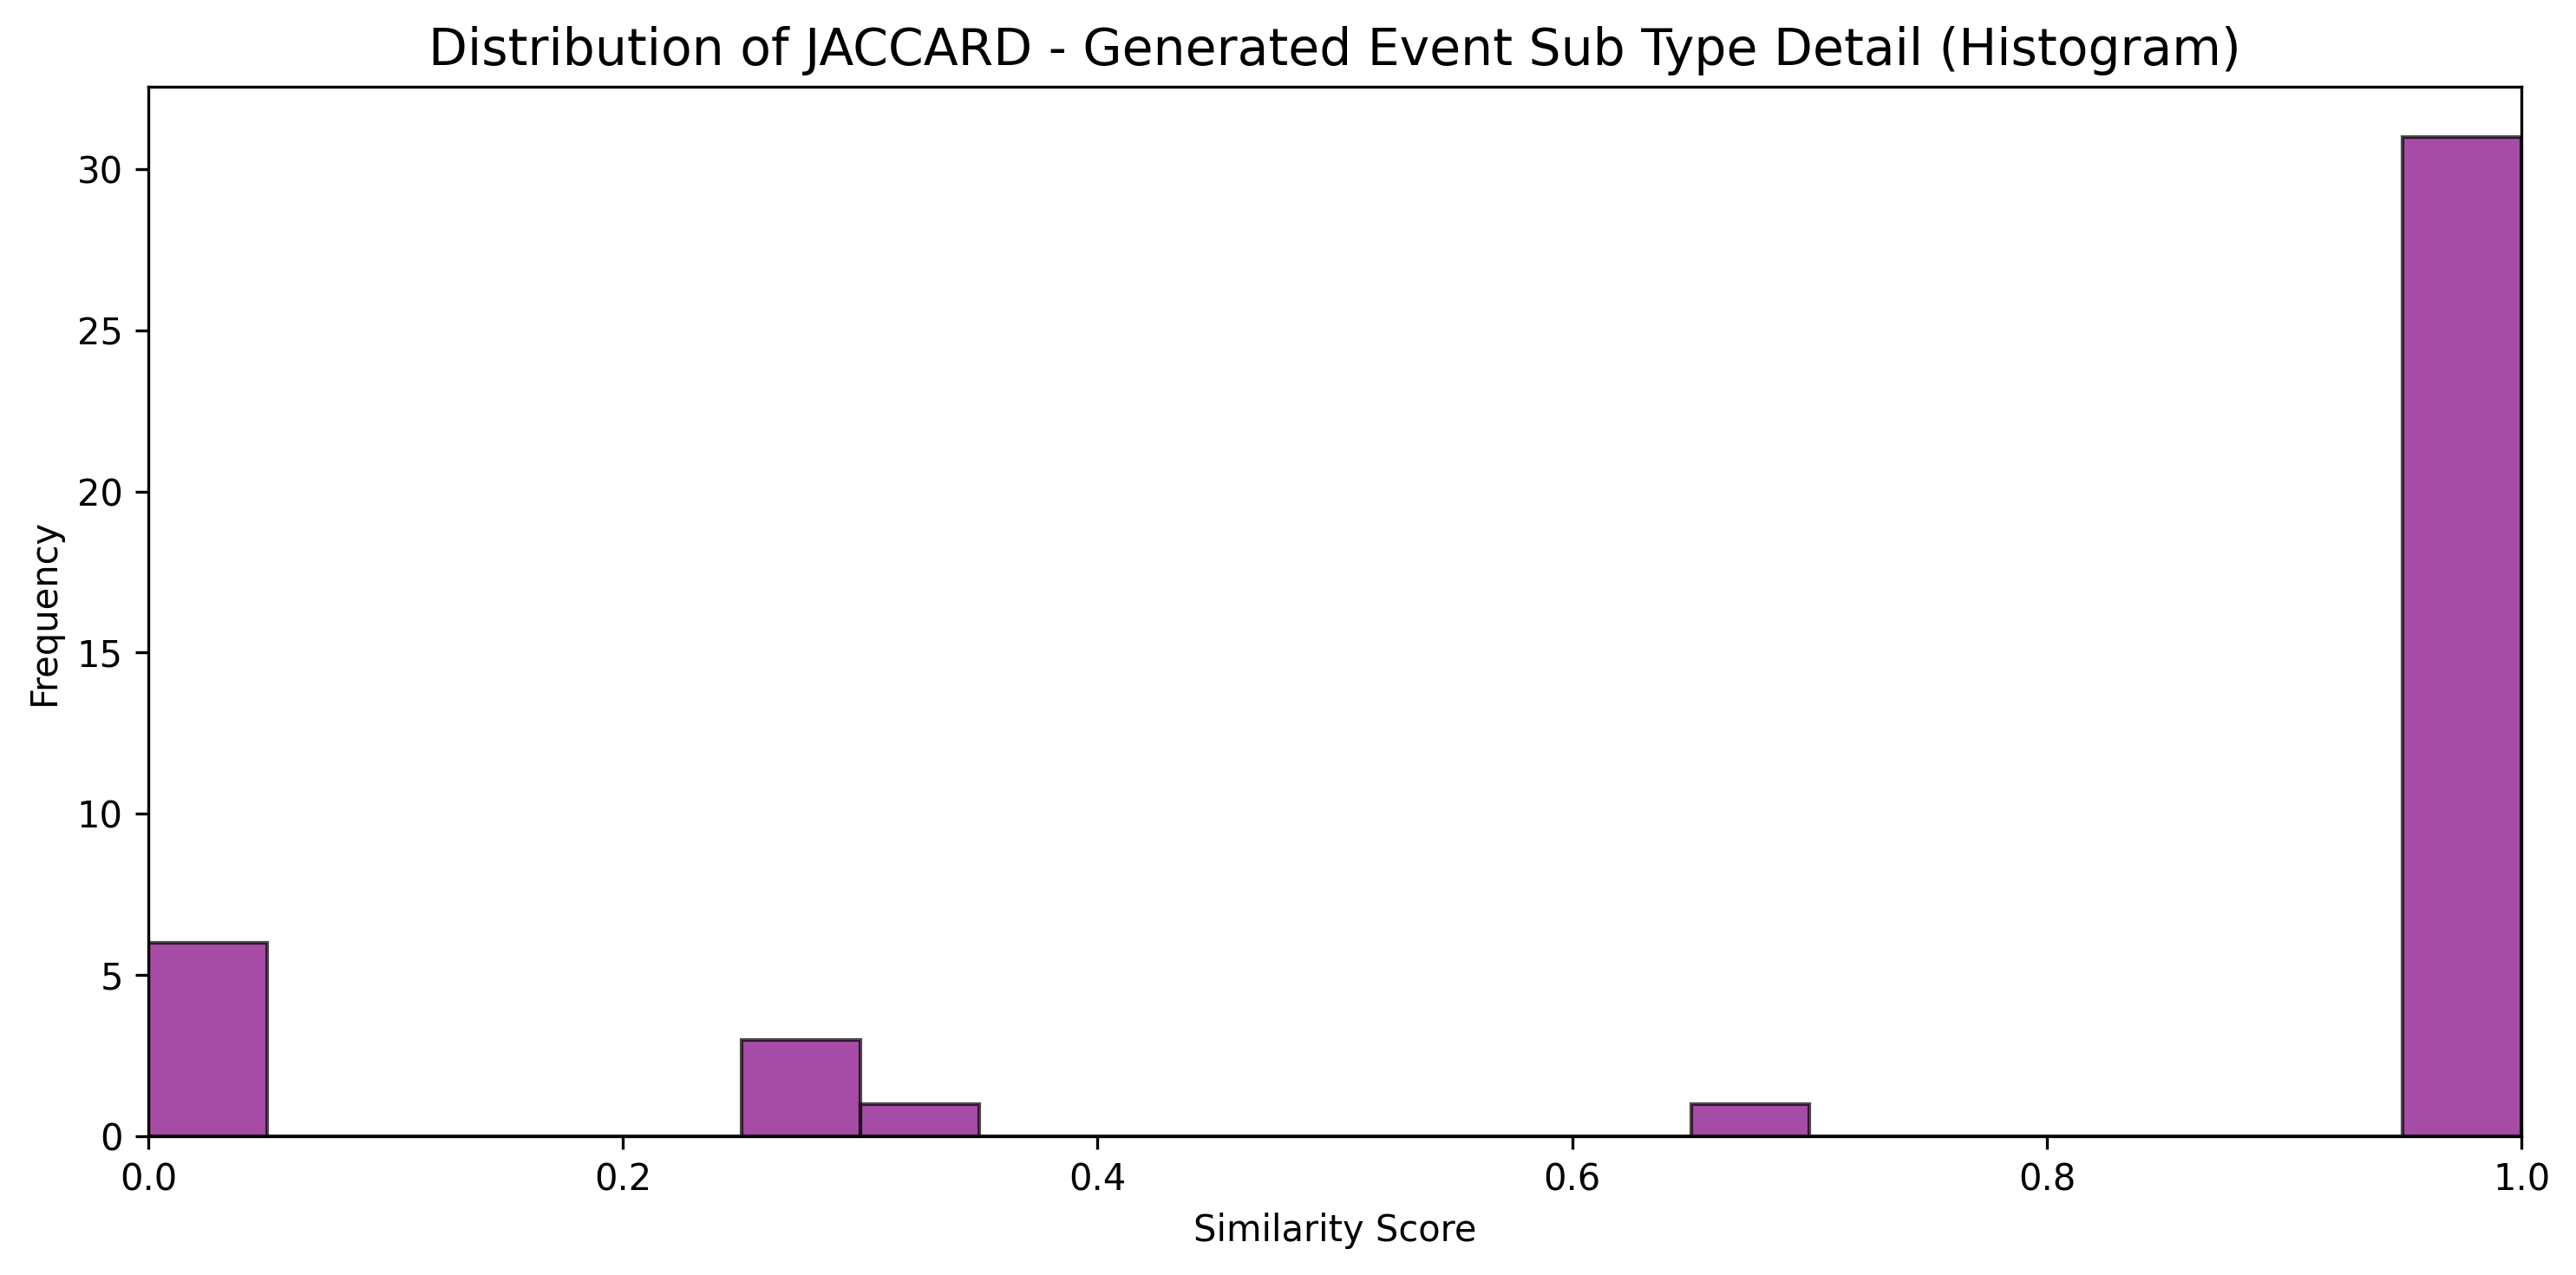 Distribution of JACCARD - Generated Event Sub Type Detail (Histogram)
Frequency
30
25
20
15
10
5
0
0.0 0.2 0.4 0.6 0.8 1.0
Similarity Score